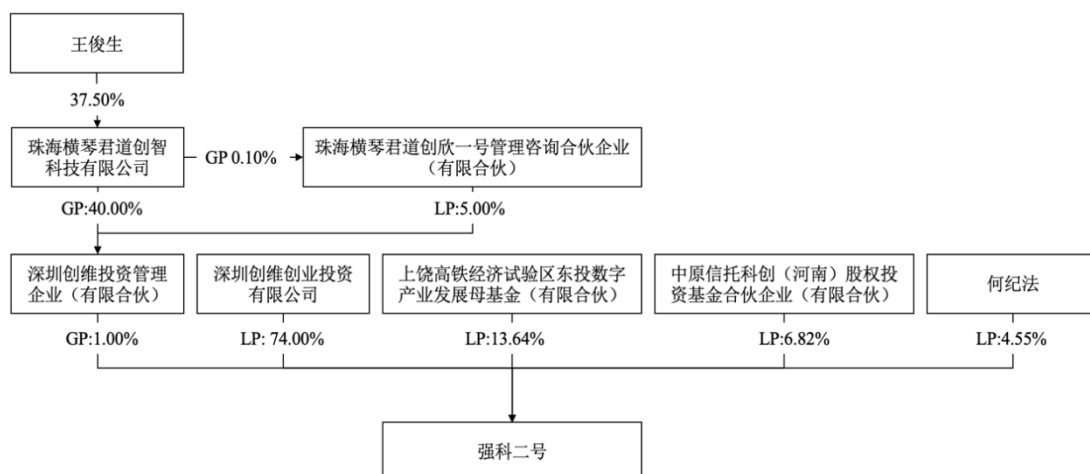 王俊生
37.50%
珠海横琴君道创智
科技有限公司
GP 0.10%
珠海横琴君道创欣一号管理咨询合伙企业
（有限合伙）
GP:40.00%
LP:5.00%
深圳创维投资管理
企业（有限合伙）
深圳创维创业投资
有限公司
上饶高铁经济试验区东投数字
产业发展母基金（有限合伙）
中原信托科创（河南）股权投
资基金合伙企业（有限合伙）
何纪法
GP:1.00%
LP: 74.00%
LP:13.64%
LP:6.82%
LP:4.55%
强科二号